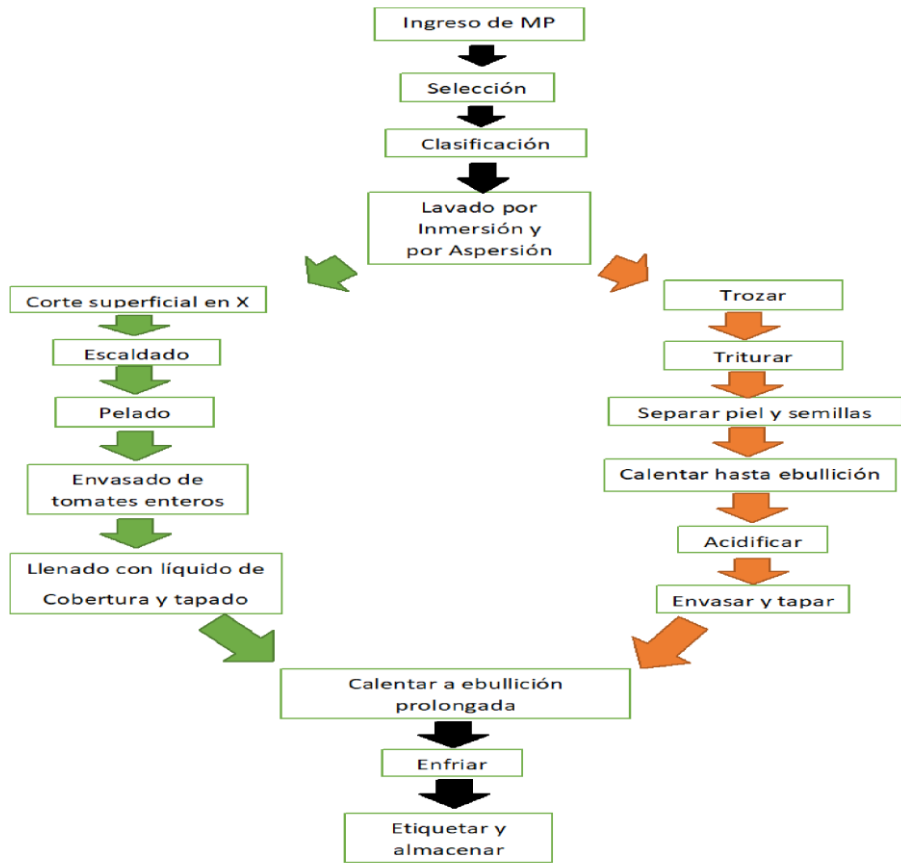 Ingreso de MP
Selección
Clasificación
Lavado por
Inmersión y
por Aspersión
Corte superficial en X
Escaldado
Pelado
Envasado de
tomates enteros
Llenado con líquido de
Cobertura y tapado
Trozar
Triturar
Separar piel y semillas
Calentar hasta ebullición
Acidificar
Envasar y tapar
Calentar a ebullición
prolongada
Enfriar
Etiquetar y
almacenar